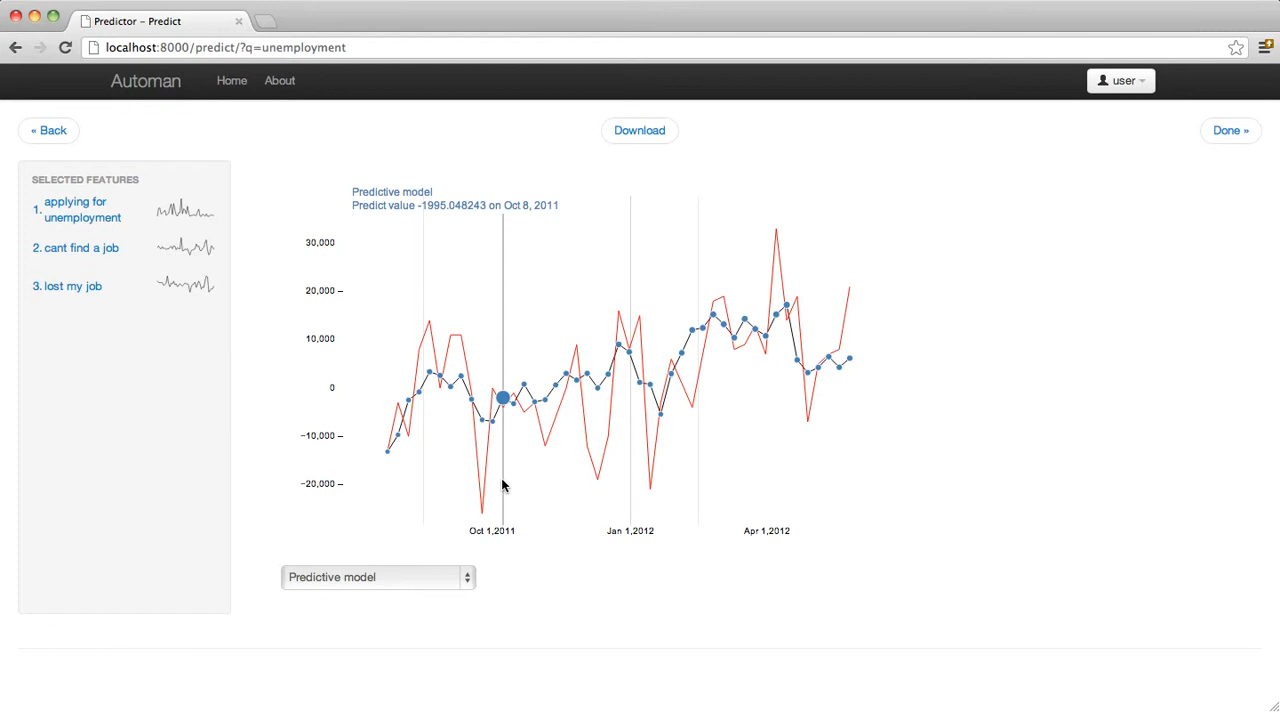 Predictor – Predict
localhost:8000/predict/?q=unemployment
Automan Home About user
« Back Download Done »
SELECTED FEATURES
1. applying for
unemployment
2. cant find a job
3. lost my job
Predictive model
Predict value -1995.048243 on Oct 8, 2011
30,000
20,000
10,000
0
−10,000
−20,000
Oct 1,2011 Jan 1,2012 Apr 1,2012
Predictive model